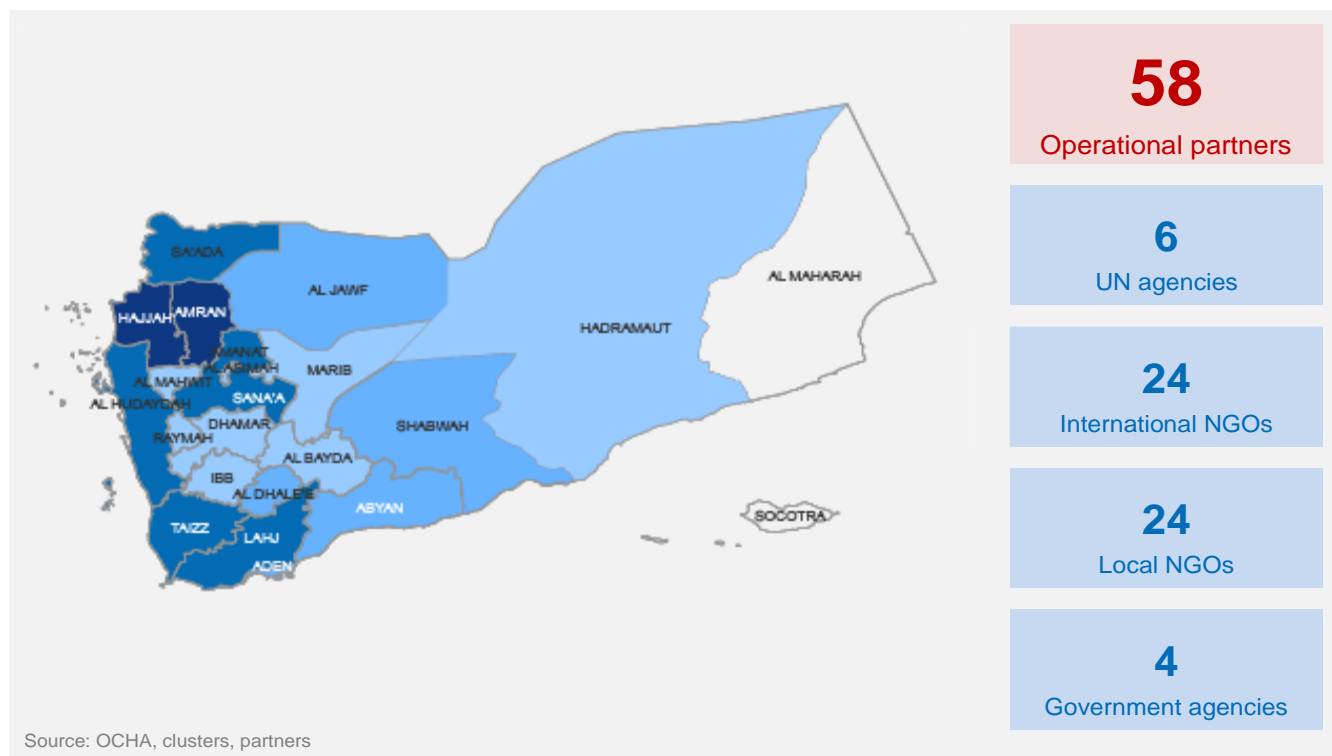 58
Operational partners
6
UN agencies
24
International NGOs
24
Local NGOs
4
Government agencies
SA'ADA
AL JAWF
AL MAHARAH
HAJJAH
AMRAN
HADRAMAUT
AMANAT
AL ASIMAH
MARIB
AL MAHWIT
SANA'A
AL HUDAYDAH
DHAMAR
SHABWAH
RAYMAH
AL BAYDA
IBB
AL DHALE'E
ABYAN
SOCOTRA
TAIZZ
LAHJ
ADEN
Source: OCHA, clusters, partners